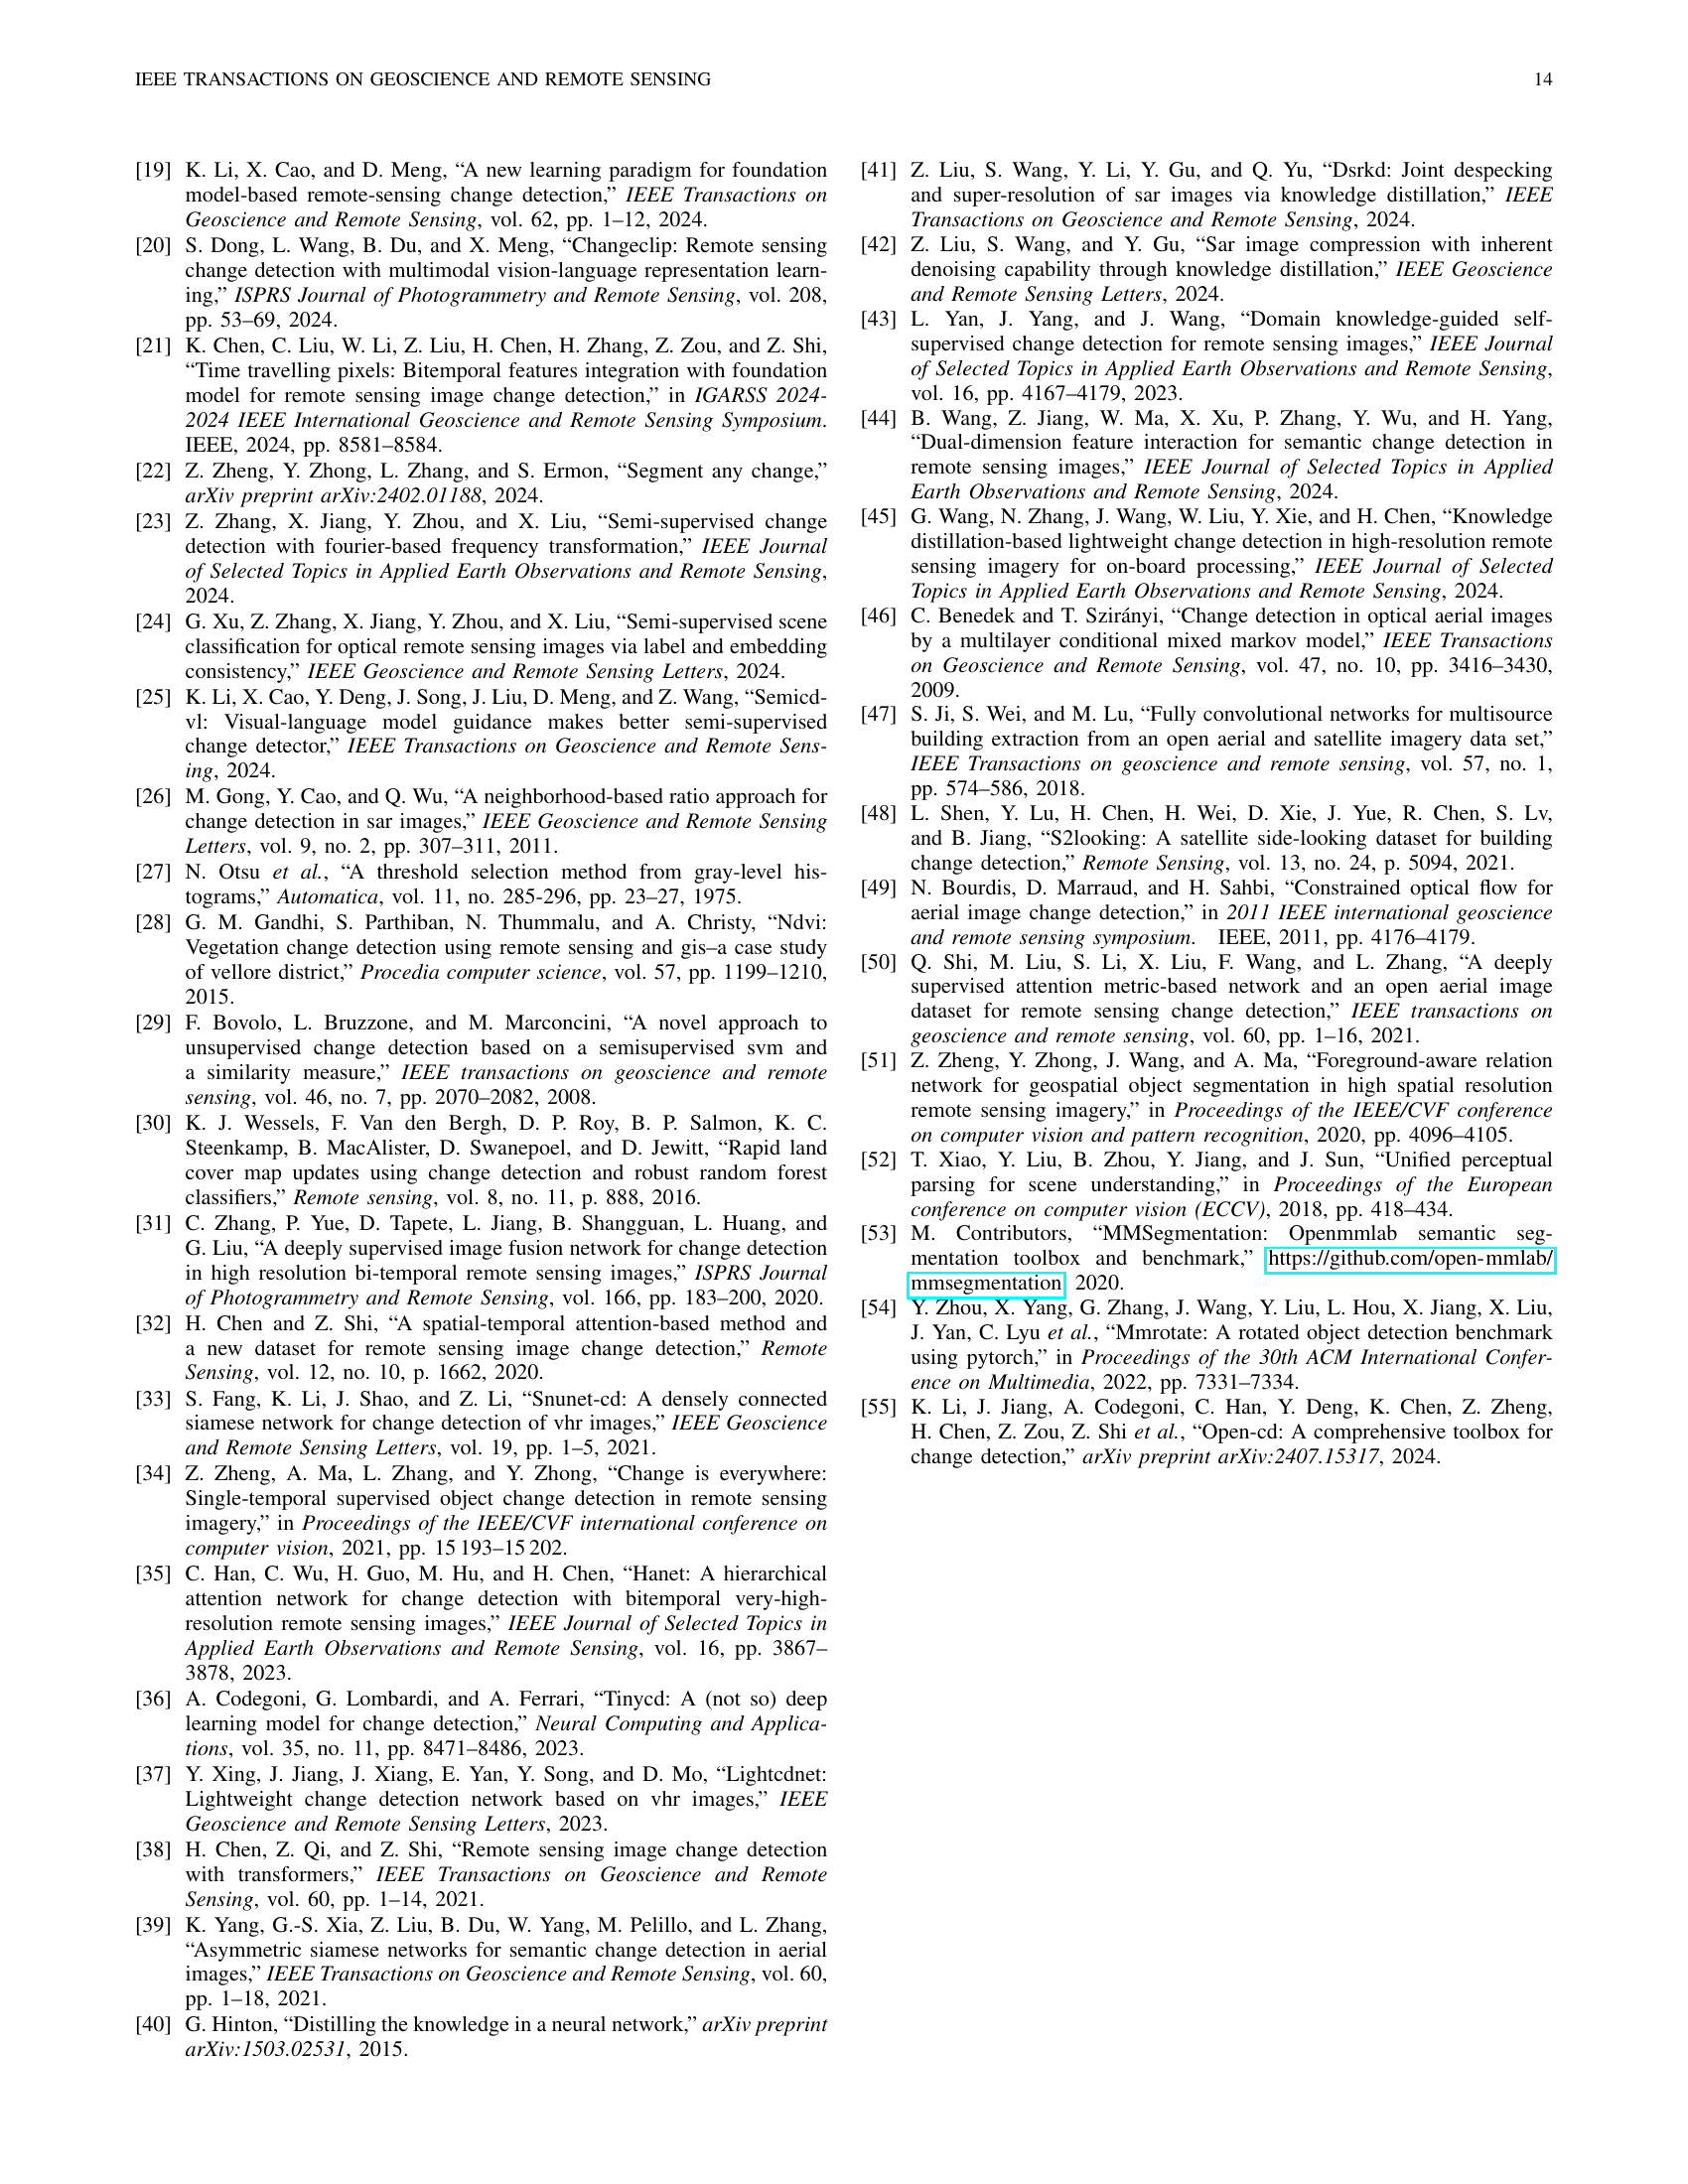 IEEE TRANSACTIONS ON GEOSCIENCE AND REMOTE SENSING 14
[19] K. Li, X. Cao, and D. Meng, “A new learning paradigm for foundation
model-based remote-sensing change detection,” IEEE Transactions on
Geoscience and Remote Sensing, vol. 62, pp. 1–12, 2024.
[20] S. Dong, L. Wang, B. Du, and X. Meng, “Changeclip: Remote sensing
change detection with multimodal vision-language representation learn-
ing,” ISPRS Journal of Photogrammetry and Remote Sensing, vol. 208,
pp. 53–69, 2024.
[21] K. Chen, C. Liu, W. Li, Z. Liu, H. Chen, H. Zhang, Z. Zou, and Z. Shi,
“Time travelling pixels: Bitemporal features integration with foundation
model for remote sensing image change detection,” in IGARSS 2024-
2024 IEEE International Geoscience and Remote Sensing Symposium.
IEEE, 2024, pp. 8581–8584.
[22] Z. Zheng, Y. Zhong, L. Zhang, and S. Ermon, “Segment any change,”
arXiv preprint arXiv:2402.01188, 2024.
[23] Z. Zhang, X. Jiang, Y. Zhou, and X. Liu, “Semi-supervised change
detection with fourier-based frequency transformation,” IEEE Journal
of Selected Topics in Applied Earth Observations and Remote Sensing,
2024.
[24] G. Xu, Z. Zhang, X. Jiang, Y. Zhou, and X. Liu, “Semi-supervised scene
classification for optical remote sensing images via label and embedding
consistency,” IEEE Geoscience and Remote Sensing Letters, 2024.
[25] K. Li, X. Cao, Y. Deng, J. Song, J. Liu, D. Meng, and Z. Wang, “Semicd-
vl: Visual-language model guidance makes better semi-supervised
change detector,” IEEE Transactions on Geoscience and Remote Sens-
ing, 2024.
[26] M. Gong, Y. Cao, and Q. Wu, “A neighborhood-based ratio approach for
change detection in sar images,” IEEE Geoscience and Remote Sensing
Letters, vol. 9, no. 2, pp. 307–311, 2011.
[27] N. Otsu et al., “A threshold selection method from gray-level his-
tograms,” Automatica, vol. 11, no. 285-296, pp. 23–27, 1975.
[28] G. M. Gandhi, S. Parthiban, N. Thummalu, and A. Christy, “Ndvi:
Vegetation change detection using remote sensing and gis–a case study
of vellore district,” Procedia computer science, vol. 57, pp. 1199–1210,
2015.
[29] F. Bovolo, L. Bruzzone, and M. Marconcini, “A novel approach to
unsupervised change detection based on a semisupervised svm and
a similarity measure,” IEEE transactions on geoscience and remote
sensing, vol. 46, no. 7, pp. 2070–2082, 2008.
[30] K. J. Wessels, F. Van den Bergh, D. P. Roy, B. P. Salmon, K. C.
Steenkamp, B. MacAlister, D. Swanepoel, and D. Jewitt, “Rapid land
cover map updates using change detection and robust random forest
classifiers,” Remote sensing, vol. 8, no. 11, p. 888, 2016.
[31] C. Zhang, P. Yue, D. Tapete, L. Jiang, B. Shangguan, L. Huang, and
G. Liu, “A deeply supervised image fusion network for change detection
in high resolution bi-temporal remote sensing images,” ISPRS Journal
of Photogrammetry and Remote Sensing, vol. 166, pp. 183–200, 2020.
[32] H. Chen and Z. Shi, “A spatial-temporal attention-based method and
a new dataset for remote sensing image change detection,” Remote
Sensing, vol. 12, no. 10, p. 1662, 2020.
[33] S. Fang, K. Li, J. Shao, and Z. Li, “Snunet-cd: A densely connected
siamese network for change detection of vhr images,” IEEE Geoscience
and Remote Sensing Letters, vol. 19, pp. 1–5, 2021.
[34] Z. Zheng, A. Ma, L. Zhang, and Y. Zhong, “Change is everywhere:
Single-temporal supervised object change detection in remote sensing
imagery,” in Proceedings of the IEEE/CVF international conference on
computer vision, 2021, pp. 15 193–15 202.
[35] C. Han, C. Wu, H. Guo, M. Hu, and H. Chen, “Hanet: A hierarchical
attention network for change detection with bitemporal very-high-
resolution remote sensing images,” IEEE Journal of Selected Topics in
Applied Earth Observations and Remote Sensing, vol. 16, pp. 3867–
3878, 2023.
[36] A. Codegoni, G. Lombardi, and A. Ferrari, “Tinycd: A (not so) deep
learning model for change detection,” Neural Computing and Applica-
tions, vol. 35, no. 11, pp. 8471–8486, 2023.
[37] Y. Xing, J. Jiang, J. Xiang, E. Yan, Y. Song, and D. Mo, “Lightcdnet:
Lightweight change detection network based on vhr images,” IEEE
Geoscience and Remote Sensing Letters, 2023.
[38] H. Chen, Z. Qi, and Z. Shi, “Remote sensing image change detection
with transformers,” IEEE Transactions on Geoscience and Remote
Sensing, vol. 60, pp. 1–14, 2021.
[39] K. Yang, G.-S. Xia, Z. Liu, B. Du, W. Yang, M. Pelillo, and L. Zhang,
“Asymmetric siamese networks for semantic change detection in aerial
images,” IEEE Transactions on Geoscience and Remote Sensing, vol. 60,
pp. 1–18, 2021.
[40] G. Hinton, “Distilling the knowledge in a neural network,” arXiv preprint
arXiv:1503.02531, 2015.
[41] Z. Liu, S. Wang, Y. Li, Y. Gu, and Q. Yu, “Dsrkd: Joint despecking
and super-resolution of sar images via knowledge distillation,” IEEE
Transactions on Geoscience and Remote Sensing, 2024.
[42] Z. Liu, S. Wang, and Y. Gu, “Sar image compression with inherent
denoising capability through knowledge distillation,” IEEE Geoscience
and Remote Sensing Letters, 2024.
[43] L. Yan, J. Yang, and J. Wang, “Domain knowledge-guided self-
supervised change detection for remote sensing images,” IEEE Journal
of Selected Topics in Applied Earth Observations and Remote Sensing,
vol. 16, pp. 4167–4179, 2023.
[44] B. Wang, Z. Jiang, W. Ma, X. Xu, P. Zhang, Y. Wu, and H. Yang,
“Dual-dimension feature interaction for semantic change detection in
remote sensing images,” IEEE Journal of Selected Topics in Applied
Earth Observations and Remote Sensing, 2024.
[45] G. Wang, N. Zhang, J. Wang, W. Liu, Y. Xie, and H. Chen, “Knowledge
distillation-based lightweight change detection in high-resolution remote
sensing imagery for on-board processing,” IEEE Journal of Selected
Topics in Applied Earth Observations and Remote Sensing, 2024.
[46] C. Benedek and T. Szirányi, “Change detection in optical aerial images
by a multilayer conditional mixed markov model,” IEEE Transactions
on Geoscience and Remote Sensing, vol. 47, no. 10, pp. 3416–3430,
2009.
[47] S. Ji, S. Wei, and M. Lu, “Fully convolutional networks for multisource
building extraction from an open aerial and satellite imagery data set,”
IEEE Transactions on geoscience and remote sensing, vol. 57, no. 1,
pp. 574–586, 2018.
[48] L. Shen, Y. Lu, H. Chen, H. Wei, D. Xie, J. Yue, R. Chen, S. Lv,
and B. Jiang, “S2looking: A satellite side-looking dataset for building
change detection,” Remote Sensing, vol. 13, no. 24, p. 5094, 2021.
[49] N. Bourdis, D. Marraud, and H. Sahbi, “Constrained optical flow for
aerial image change detection,” in 2011 IEEE international geoscience
and remote sensing symposium. IEEE, 2011, pp. 4176–4179.
[50] Q. Shi, M. Liu, S. Li, X. Liu, F. Wang, and L. Zhang, “A deeply
supervised attention metric-based network and an open aerial image
dataset for remote sensing change detection,” IEEE transactions on
geoscience and remote sensing, vol. 60, pp. 1–16, 2021.
[51] Z. Zheng, Y. Zhong, J. Wang, and A. Ma, “Foreground-aware relation
network for geospatial object segmentation in high spatial resolution
remote sensing imagery,” in Proceedings of the IEEE/CVF conference
on computer vision and pattern recognition, 2020, pp. 4096–4105.
[52] T. Xiao, Y. Liu, B. Zhou, Y. Jiang, and J. Sun, “Unified perceptual
parsing for scene understanding,” in Proceedings of the European
conference on computer vision (ECCV), 2018, pp. 418–434.
[53] M. Contributors, “MMSegmentation: Openmmlab semantic seg-
mentation toolbox and benchmark,” https://github.com/open-mmlab/
mmsegmentation, 2020.
[54] Y. Zhou, X. Yang, G. Zhang, J. Wang, Y. Liu, L. Hou, X. Jiang, X. Liu,
J. Yan, C. Lyu et al., “Mmrotate: A rotated object detection benchmark
using pytorch,” in Proceedings of the 30th ACM International Confer-
ence on Multimedia, 2022, pp. 7331–7334.
[55] K. Li, J. Jiang, A. Codegoni, C. Han, Y. Deng, K. Chen, Z. Zheng,
H. Chen, Z. Zou, Z. Shi et al., “Open-cd: A comprehensive toolbox for
change detection,” arXiv preprint arXiv:2407.15317, 2024.